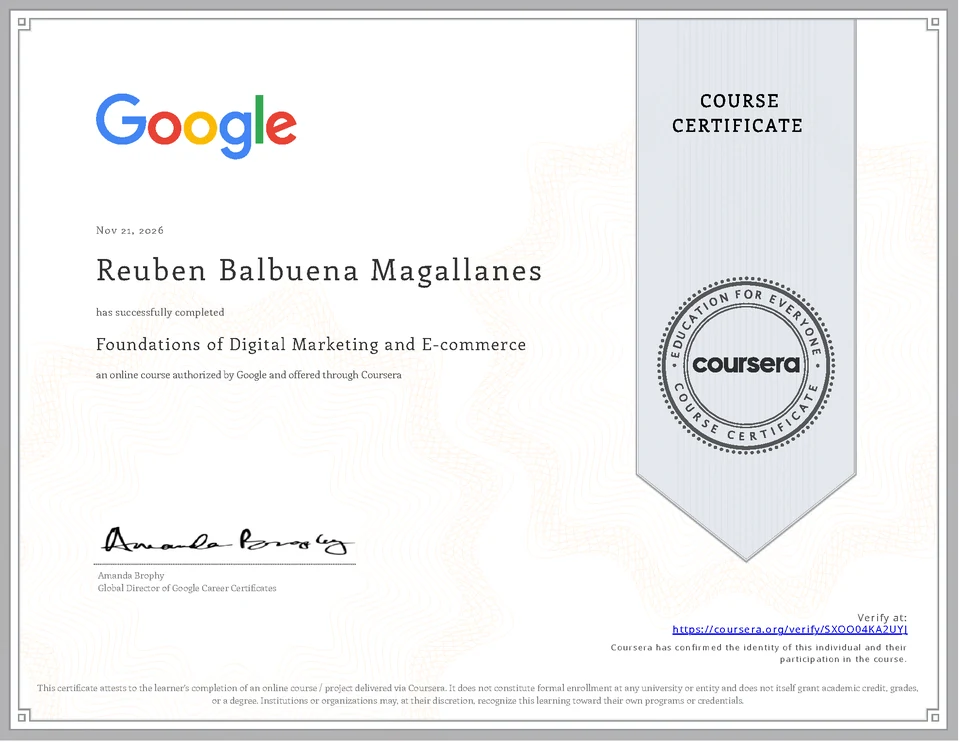 Google
COURSE
CERTIFICATE
Nov 21, 2026
Reuben Balbuena Magallanes
has successfully completed
Foundations of Digital Marketing and E-commerce
an online course authorized by Google and offered through Coursera
EDUCATION FOR EVERYONE
coursera
COURSE CERTIFICATE
Amanda Brophy
Amanda Brophy
Global Director of Google Career Certificates
Verify at:
https://coursera.org/verify/SXOO04KA2UYJ
Coursera has confirmed the identity of this individual and their
participation in the course.
This certificate attests to the learner's completion of an online course / project delivered via Coursera. It does not constitute formal enrollment at any university or entity and does not itself grant academic credit, grades,
or a degree. Institutions or organizations may, at their discretion, recognize this learning toward their own programs or credentials.